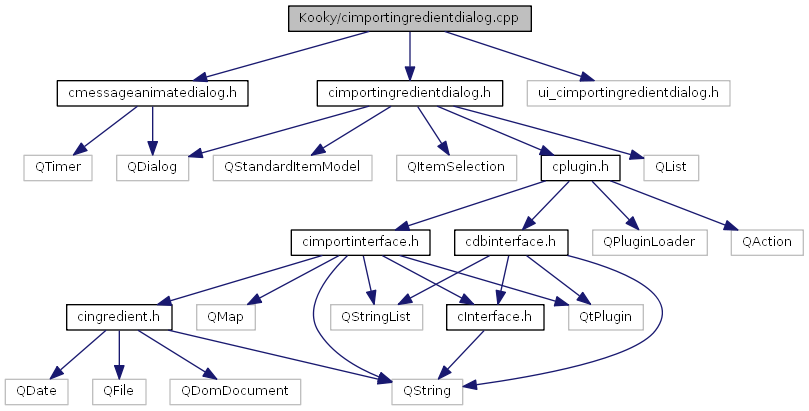 Kooky/cimportingredientdialog.cpp
cmessageanimatedialog.h
cimportingredientdialog.h
ui_cimportingredientdialog.h
QTimer
QDialog
QStandardItemModel
QItemSelection
cplugin.h
QList
cimportinterface.h
cdbinterface.h
QPluginLoader
QAction
cingredient.h
QMap
QStringList
cInterface.h
QtPlugin
QDate
QFile
QDomDocument
QString